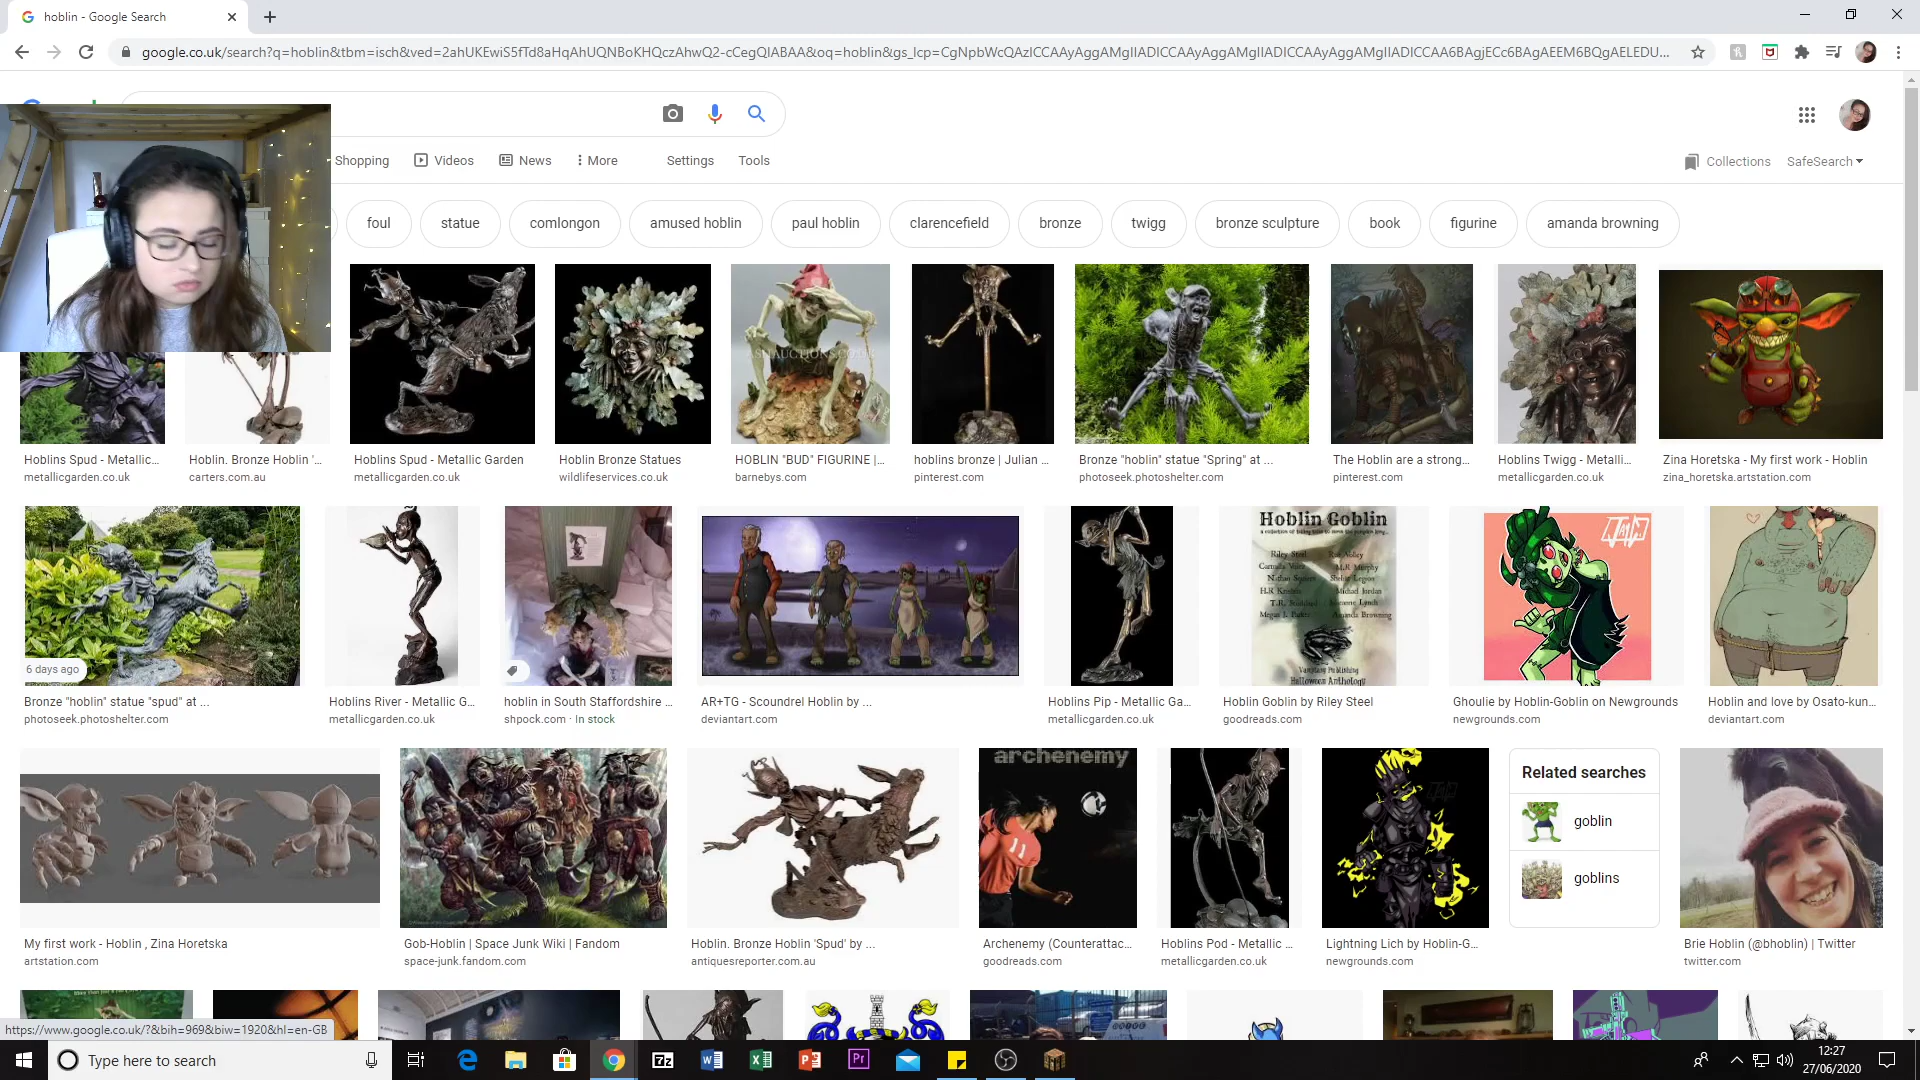 hoblin - Google Search
google.co.uk/search?q=hoblin&tbm=isch&ved=2ahUKEwiS5fTd8aHqAhUQNBoKHQczAhwQ2-cCegQIABAA&oq=hoblin&gs_lcp=CgNpbWcQAzICCAAyAggAMgIIADICCAAyAggAMgIIADICCAAyAggAMgIIADICCAA6BAgjECc6BAgAEEM6BQgAELEDU...
Shopping Videos News More Settings Tools Collections SafeSearch
foul statue comlongon amused hoblin paul hoblin clarencefield bronze twigg bronze sculpture book figurine amanda browning
Hoblins Spud - Metallic...
metallicgarden.co.uk
Hoblin. Bronze Hoblin '...
carters.com.au
Hoblins Spud - Metallic Garden
metallicgarden.co.uk
Hoblin Bronze Statues
wildlifeservices.co.uk
HOBLIN "BUD" FIGURINE |...
barnebys.com
hoblins bronze | Julian ...
pinterest.com
Bronze "hoblin" statue "Spring" at ...
photoseek.photoshelter.com
The Hoblin are a strong...
pinterest.com
Hoblins Twigg - Metalli...
metallicgarden.co.uk
Zina Horetska - My first work - Hoblin
zina_horetska.artstation.com
6 days ago
Bronze "hoblin" statue "spud" at ...
photoseek.photoshelter.com
Hoblins River - Metallic G...
metallicgarden.co.uk
hoblin in South Staffordshire ...
shpock.com · In stock
AR+TG - Scoundrel Hoblin by ...
deviantart.com
Hoblins Pip - Metallic Ga...
metallicgarden.co.uk
Hoblin Goblin
Riley Steel
Amanda Browning
Halloween Anthology
Hoblin Goblin by Riley Steel
goodreads.com
Ghoulie by Hoblin-Goblin on Newgrounds
newgrounds.com
Hoblin and love by Osato-kun...
deviantart.com
My first work - Hoblin , Zina Horetska
artstation.com
Gob-Hoblin | Space Junk Wiki | Fandom
space-junk.fandom.com
Hoblin. Bronze Hoblin 'Spud' by ...
antiquesreporter.com.au
archenemy
11
Archenemy (Counterattac...
goodreads.com
Hoblins Pod - Metallic ...
metallicgarden.co.uk
Lightning Lich by Hoblin-G...
newgrounds.com
Related searches
goblin
goblins
Brie Hoblin (@bhoblin) | Twitter
twitter.com
https://www.google.co.uk/?&bih=969&biw=1920&hl=en-GB
Type here to search
12:27
27/06/2020